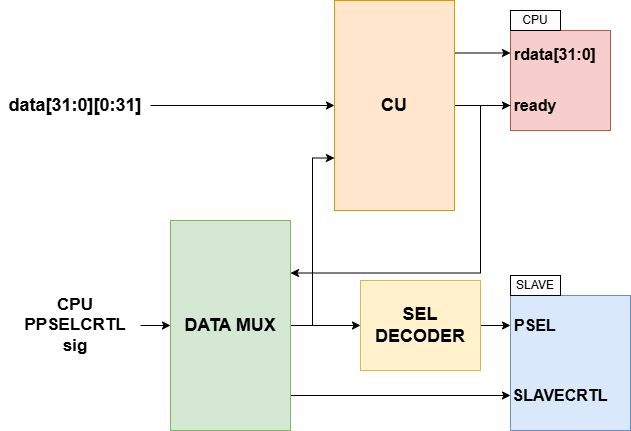 CPU
rdata[31:0]
data[31:0][0:31]
CU
ready
SLAVE
CPU
PPSELCRTL
sig
DATA MUX
SEL
DECODER
PSEL
SLAVECRTL